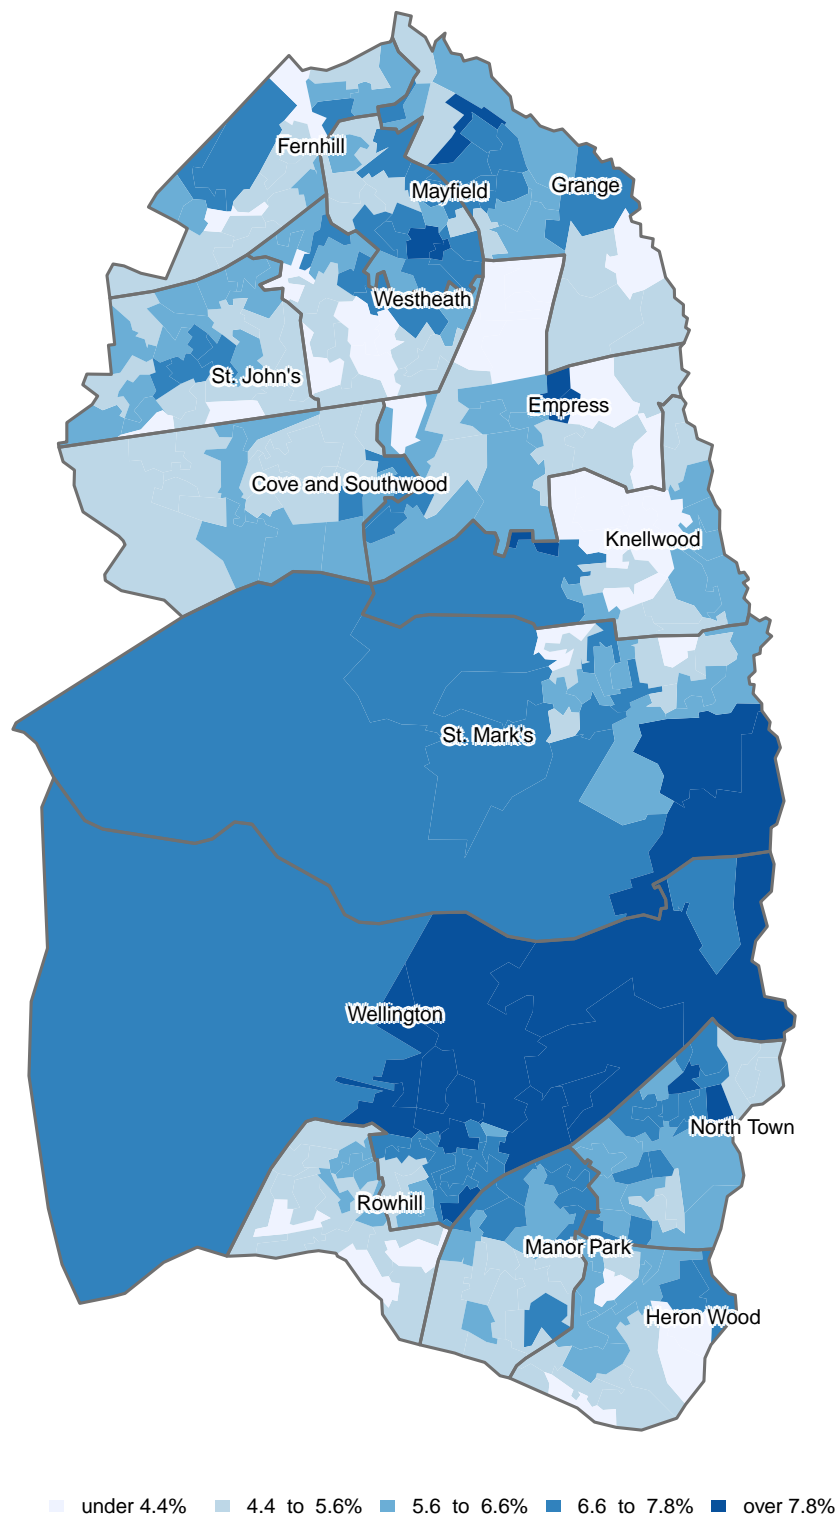 Fernhill
Mayfield
Grange
Westheath
St. John's
Empress
Cove and Southwood
Knellwood
St. Mark's
Wellington
North Town
Rowhill
Manor Park
Heron Wood
under 4.4% 4.4 to 5.6% 5.6 to 6.6% 6.6 to 7.8% over 7.8%